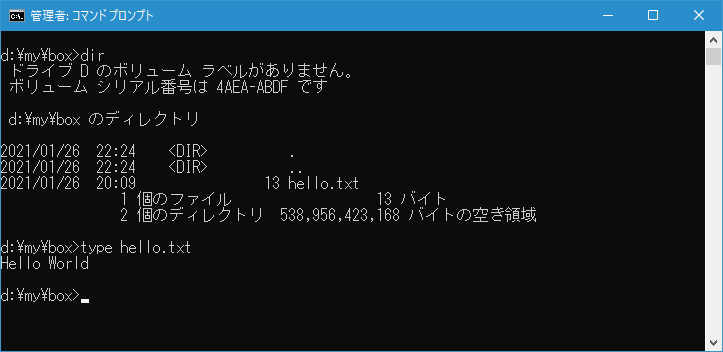 管理者: コマンドプロンプト
d:¥my¥box>dir
ドライブ D のボリューム ラベルがありません。
ボリューム シリアル番号は 4AEA-ABDF です
d:¥my¥box のディレクトリ
2021/01/26  22:24    <DIR>          .
2021/01/26  22:24    <DIR>          ..
2021/01/26  20:09                13 hello.txt
1 個のファイル                  13 バイト
2 個のディレクトリ  538,956,423,168 バイトの空き領域
d:¥my¥box>type hello.txt
Hello World
d:¥my¥box>